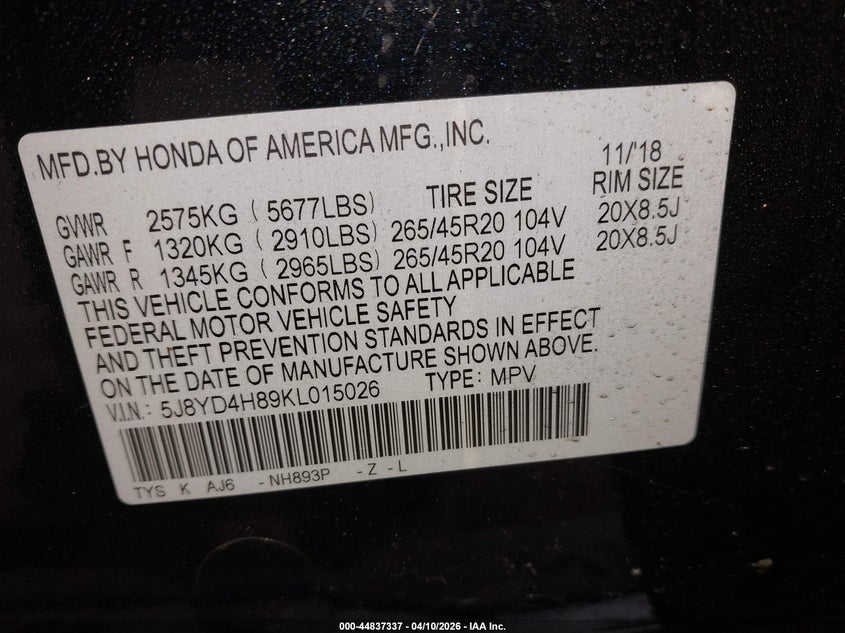 MFD.BY HONDA OF AMERICA MFG.,INC. 11/'18
GVWR 2575KG ( 5677LBS) TIRE SIZE RIM SIZE
GAWR F 1320KG ( 2910LBS) 265/45R20 104V 20X8.5J
GAWR R 1345KG ( 2965LBS) 265/45R20 104V 20X8.5J
THIS VEHICLE CONFORMS TO ALL APPLICABLE
FEDERAL MOTOR VEHICLE SAFETY
AND THEFT PREVENTION STANDARDS IN EFFECT
ON THE DATE OF MANUFACTURE SHOWN ABOVE.
V.I.N.: 5J8YD4H89KL015026 TYPE: MPV
TYS K AJ6 - NH893P - Z - L
000-44837337 - 04/10/2026 - IAA Inc.